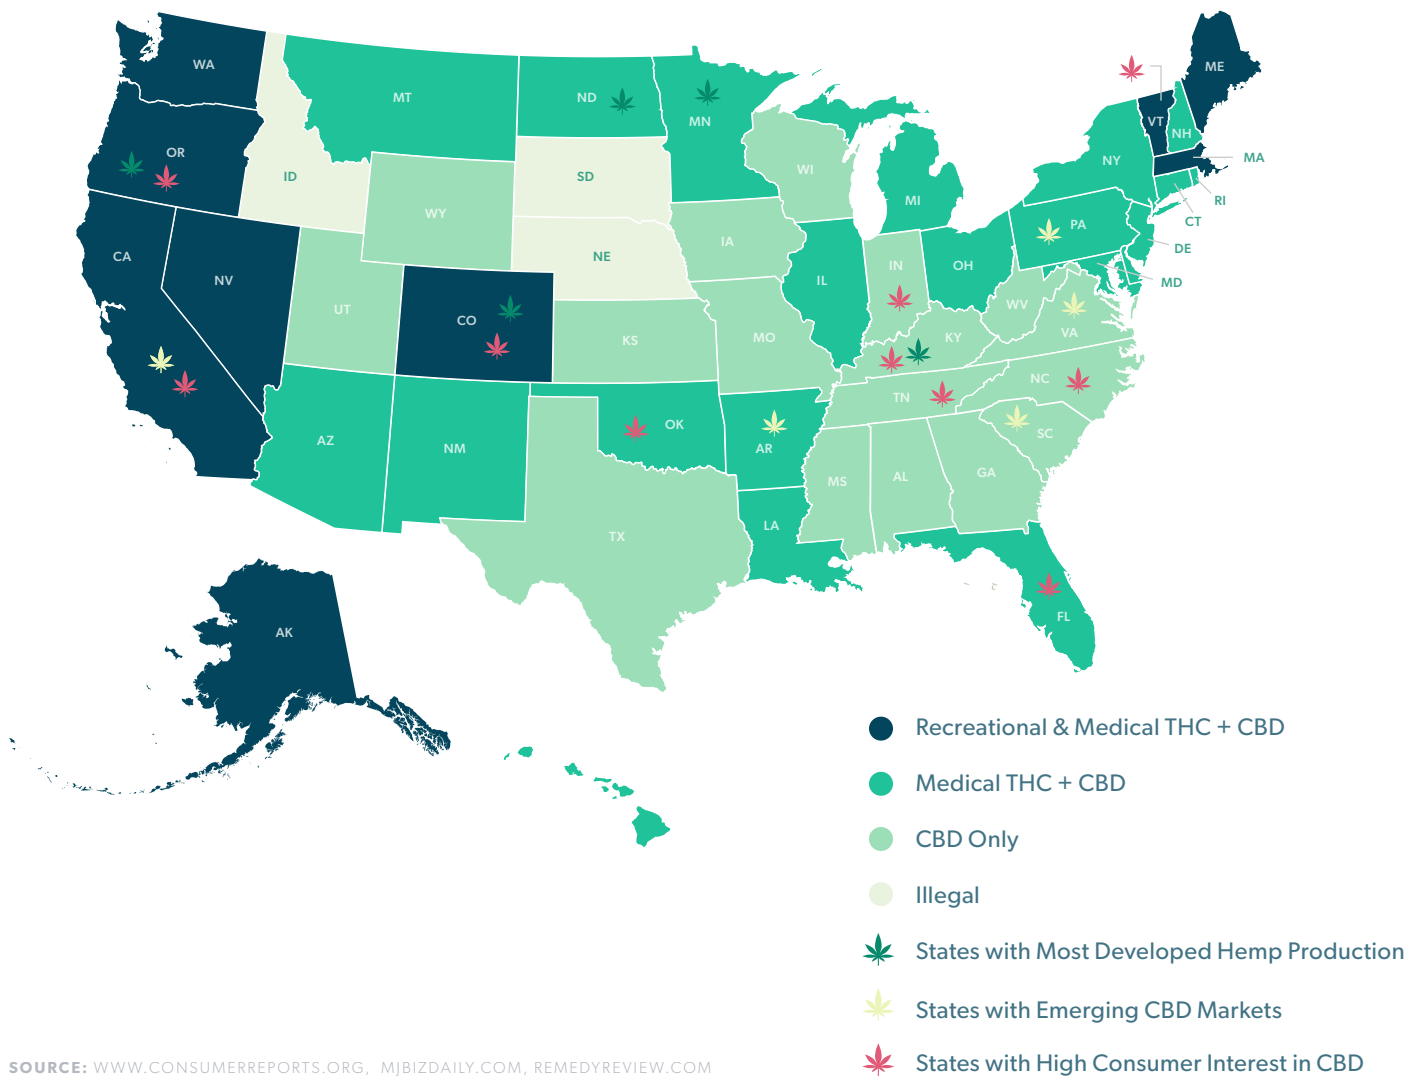 WA
MT
ND
MN
ME
VT
NH
OR
ID
SD
WI
NY
MA
MI
RI
WY
CT
PA
DE
CA
NV
NE
IA
IL
IN
OH
MD
UT
CO
KS
MO
KY
WV
VA
AZ
NM
OK
AR
TN
NC
SC
TX
LA
MS
AL
GA
FL
AK
Recreational & Medical THC + CBD
Medical THC + CBD
CBD Only
Illegal
States with Most Developed Hemp Production
States with Emerging CBD Markets
States with High Consumer Interest in CBD
SOURCE: WWW.CONSUMERREPORTS.ORG, MJBIZDAILY.COM, REMEDYREVIEW.COM